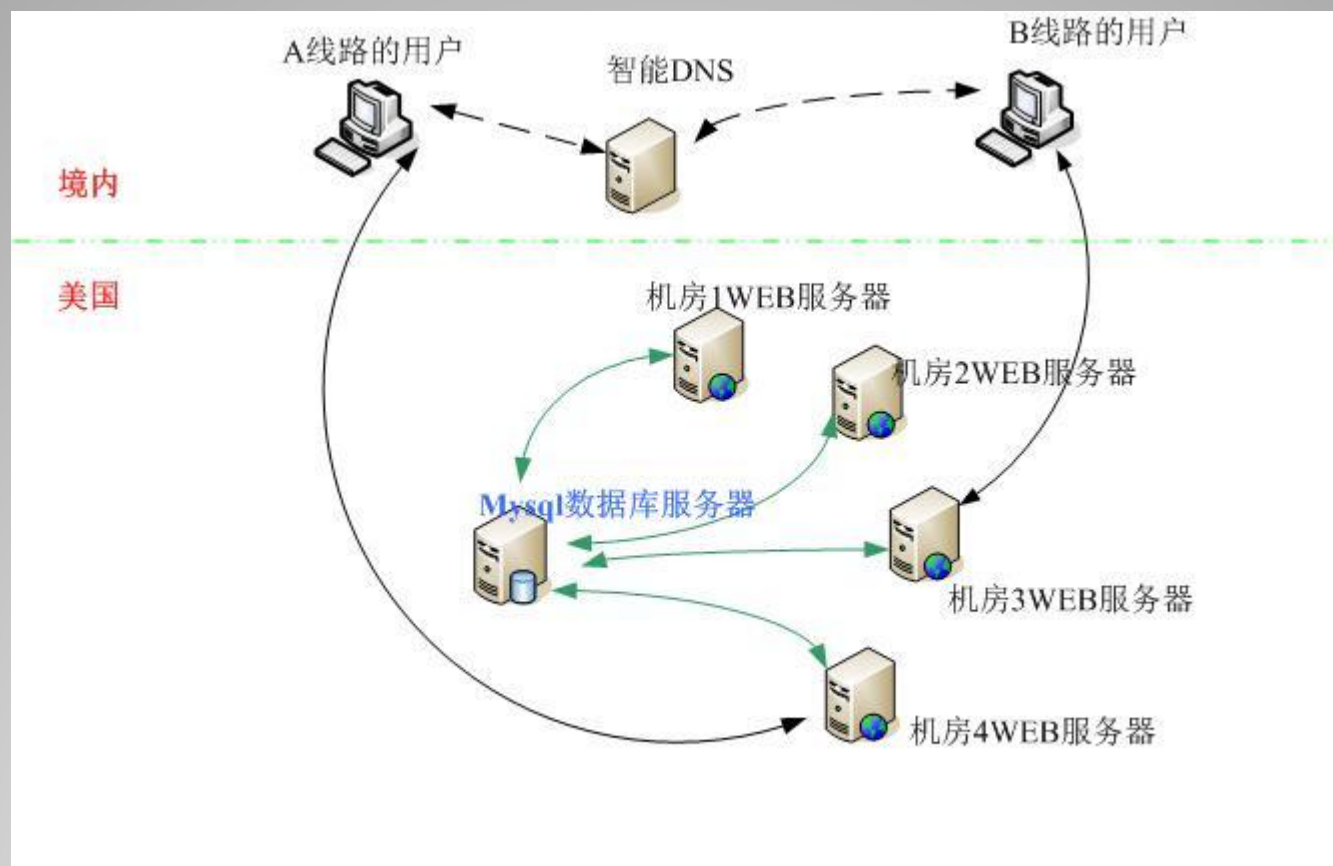 A线路的用户
智能DNS
B线路的用户
境内
美国
机房1WEB服务器
机房2WEB服务器
Mysql数据库服务器
机房3WEB服务器
机房4WEB服务器